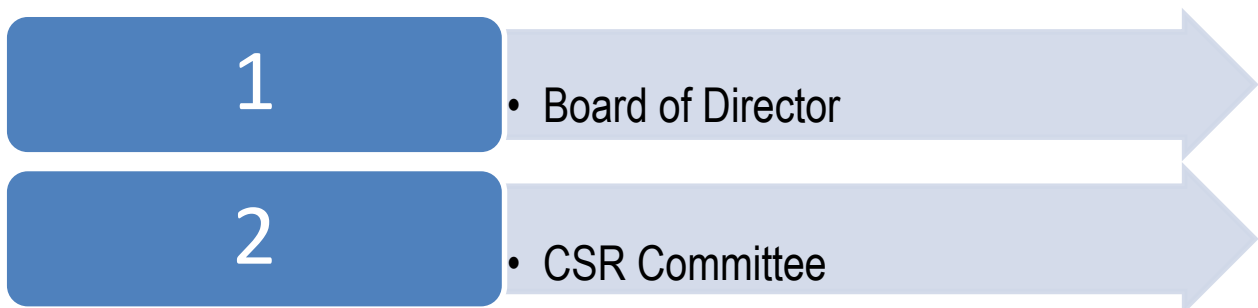 1
• Board of Director
2
• CSR Committee